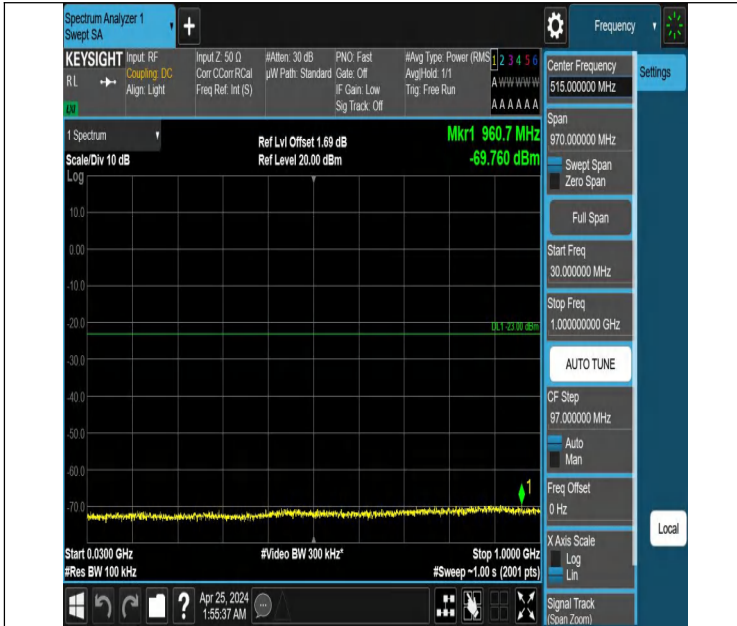 Spectrum Analyzer 1
Swept SA
+
Frequency
KEYSIGHT
RL
Input: RF
Coupling: DC
Align: Light
Input Z: 50 Ω
Corr CCorr RCal
Freq Ref: Int (S)
#Atten: 30 dB
µW Path: Standard
PNO: Fast
Gate: Off
IF Gain: Low
Sig Track: Off
#Avg Type: Power (RMS
Avg|Hold: 1/1
Trig: Free Run
1 2 3 4 5 6
A W W W W W
A A A A A A
1 Spectrum
Scale/Div 10 dB
Ref Lvl Offset 1.69 dB
Ref Level 20.00 dBm
Mkr1 960.7 MHz
-69.760 dBm
Log
10.0
0.00
-10.0
-20.0
DL1 -23.00 dBm
-30.0
-40.0
-50.0
-60.0
1
-70.0
Start 0.0300 GHz
#Video BW 300 kHz*
Stop 1.0000 GHz
#Res BW 100 kHz
#Sweep ~1.00 s (2001 pts)
?
Apr 25, 2024
1:55:37 AM
Center Frequency
515.000000 MHz
Settings
Span
970.000000 MHz
Swept Span
Zero Span
Full Span
Start Freq
30.000000 MHz
Stop Freq
1.000000000 GHz
AUTO TUNE
CF Step
97.000000 MHz
Auto
Man
Freq Offset
0 Hz
Local
X Axis Scale
Log
Lin
Signal Track
(Span Zoom)